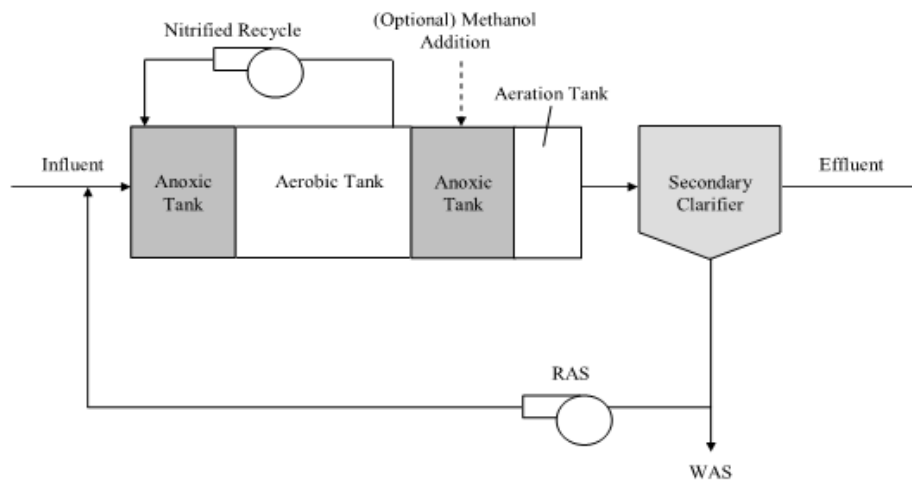 Nitrified Recycle
(Optional) Methanol
Addition
Aeration Tank
Influent
Anoxic
Tank
Aerobic Tank
Anoxic
Tank
Secondary
Clarifier
Effluent
RAS
WAS